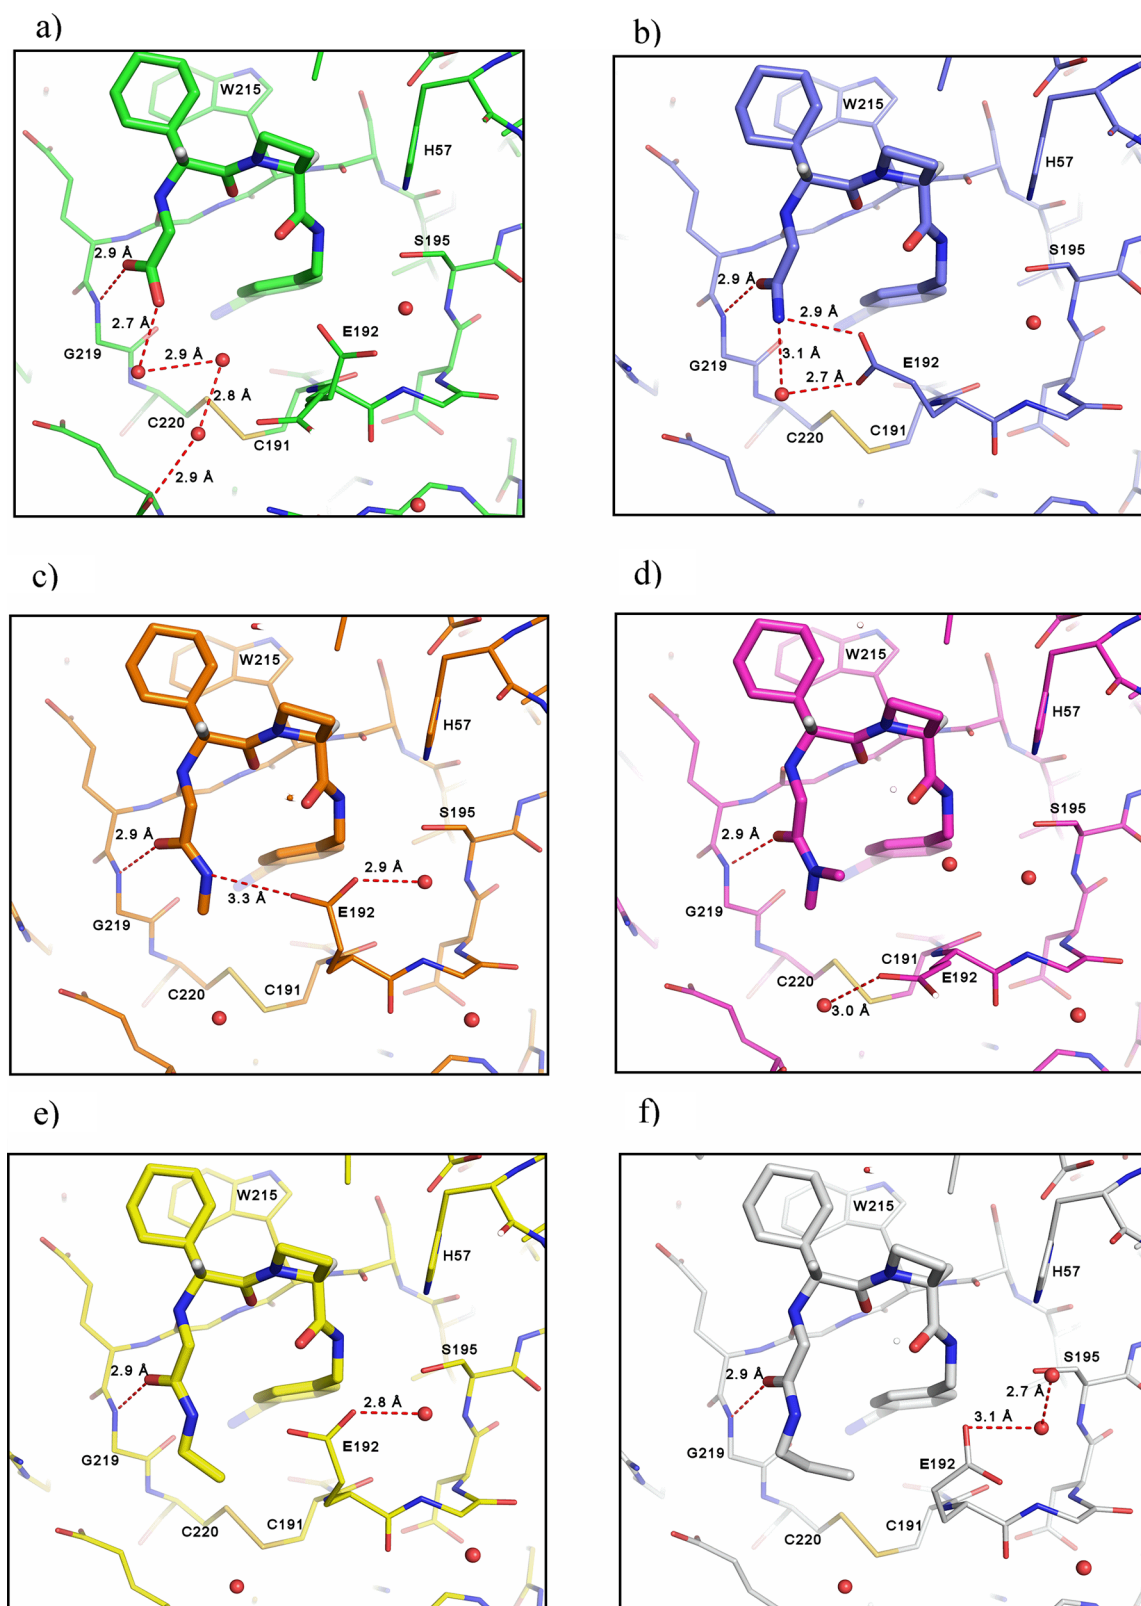 a)
W215
H57
2.9 Å
S195
2.7 Å
E192
2.9 Å
G219
2.8 Å
C220
C191
2.9 Å
b)
W215
H57
S195
2.9 Å
2.9 Å
E192
3.1 Å
G219
2.7 Å
C220
C191
c)
W215
H57
S195
2.9 Å
2.9 Å
3.3 Å
E192
G219
C191
C220
d)
W215
H57
S195
2.9 Å
G219
C191
C220
E192
3.0 Å
e)
W215
H57
S195
2.9 Å
2.8 Å
E192
G219
C191
C220
f)
W215
H57
S195
2.9 Å
2.7 Å
3.1 Å
G219
E192
C220
C191